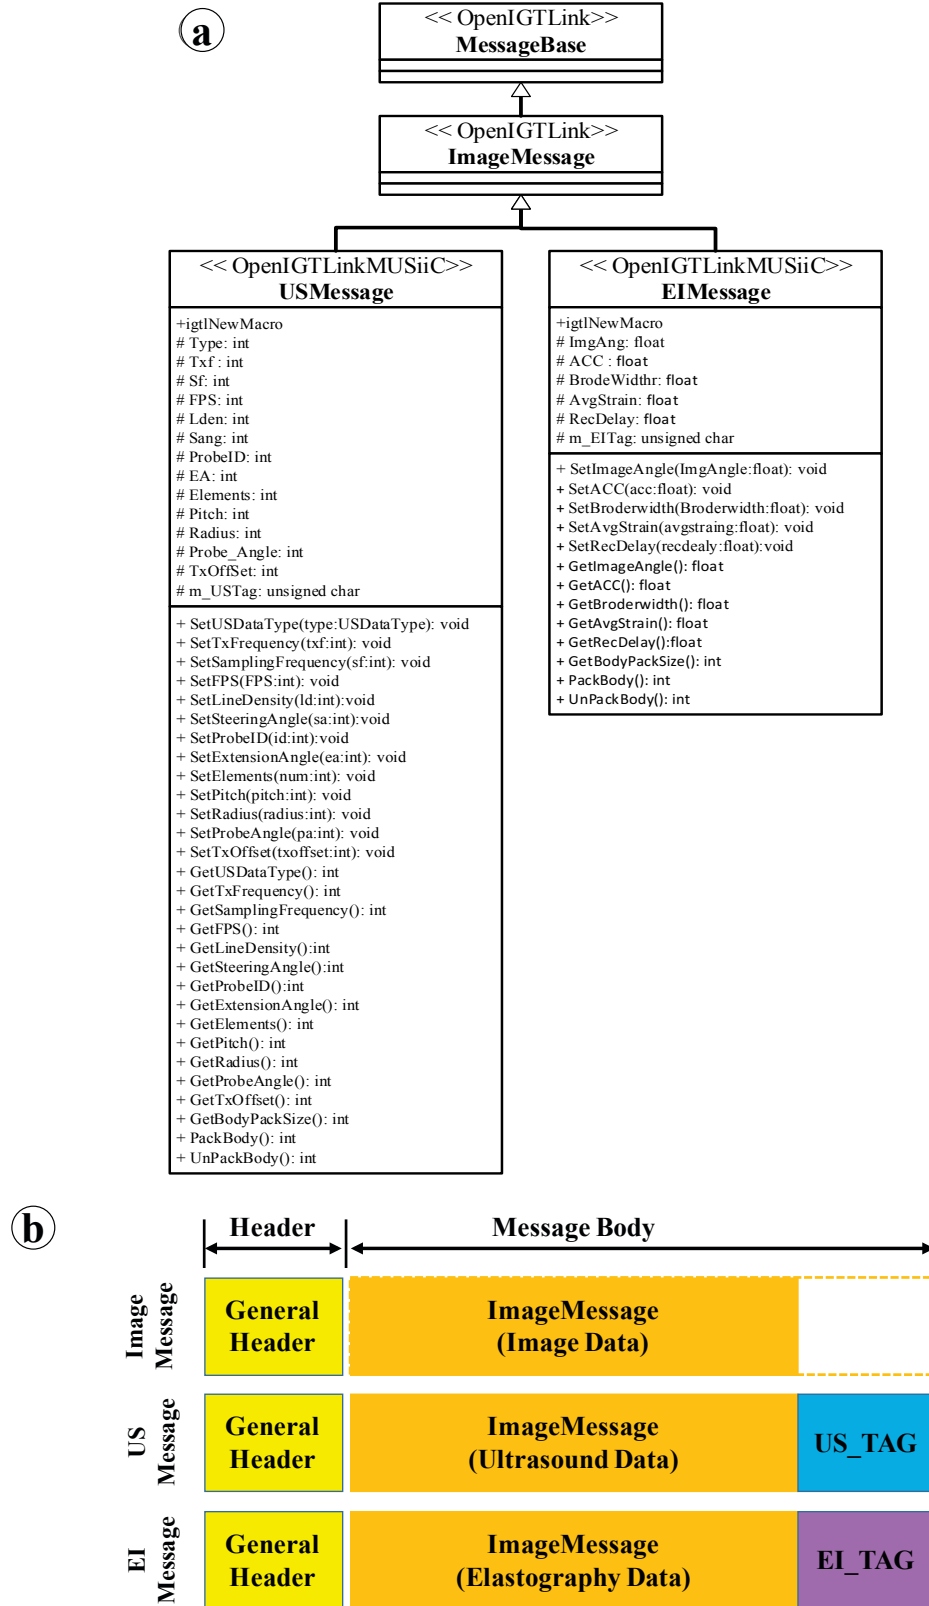 a
<< OpenIGTLink>>
MessageBase
<< OpenIGTLink>>
ImageMessage
<< OpenIGTLinkMUSiiC>>
USMessage
+igtlNewMacro
# Type: int
# Txf : int
# Sf: int
# FPS: int
# Lden: int
# Sang: int
# ProbeID: int
# EA: int
# Elements: int
# Pitch: int
# Radius: int
# Probe_Angle: int
# TxOffSet: int
# m_USTag: unsigned char
+ SetUSDataType(type:USDataType): void
+ SetTxFrequency(txf:int): void
+ SetSamplingFrequency(sf:int): void
+ SetFPS(FPS:int): void
+ SetLineDensity(ld:int):void
+ SetSteeringAngle(sa:int):void
+ SetProbeID(id:int):void
+ SetExtensionAngle(ea:int): void
+ SetElements(num:int): void
+ SetPitch(pitch:int): void
+ SetRadius(radius:int): void
+ SetProbeAngle(pa:int): void
+ SetTxOffset(txoffset:int): void
+ GetUSDataType(): int
+ GetTxFrequency(): int
+ GetSamplingFrequency(): int
+ GetFPS(): int
+ GetLineDensity():int
+ GetSteeringAngle():int
+ GetProbeID():int
+ GetExtensionAngle(): int
+ GetElements(): int
+ GetPitch(): int
+ GetRadius(): int
+ GetProbeAngle(): int
+ GetTxOffset(): int
+ GetBodyPackSize(): int
+ PackBody(): int
+ UnPackBody(): int
<< OpenIGTLinkMUSiiC>>
EIMessage
+igtlNewMacro
# ImgAng: float
# ACC : float
# BrodeWidthr: float
# AvgStrain: float
# RecDelay: float
# m_EITag: unsigned char
+ SetImageAngle(ImgAngle:float): void
+ SetACC(acc:float): void
+ SetBroderwidth(Broderwidth:float): void
+ SetAvgStrain(avgstraing:float): void
+ SetRecDelay(recdealy:float):void
+ GetImageAngle(): float
+ GetACC(): float
+ GetBroderwidth(): float
+ GetAvgStrain(): float
+ GetRecDelay():float
+ GetBodyPackSize(): int
+ PackBody(): int
+ UnPackBody(): int
b
Header
Message Body
Image
Message
General
Header
ImageMessage
(Image Data)
US
Message
General
Header
ImageMessage
(Ultrasound Data)
US_TAG
EI
Message
General
Header
ImageMessage
(Elastography Data)
EI_TAG